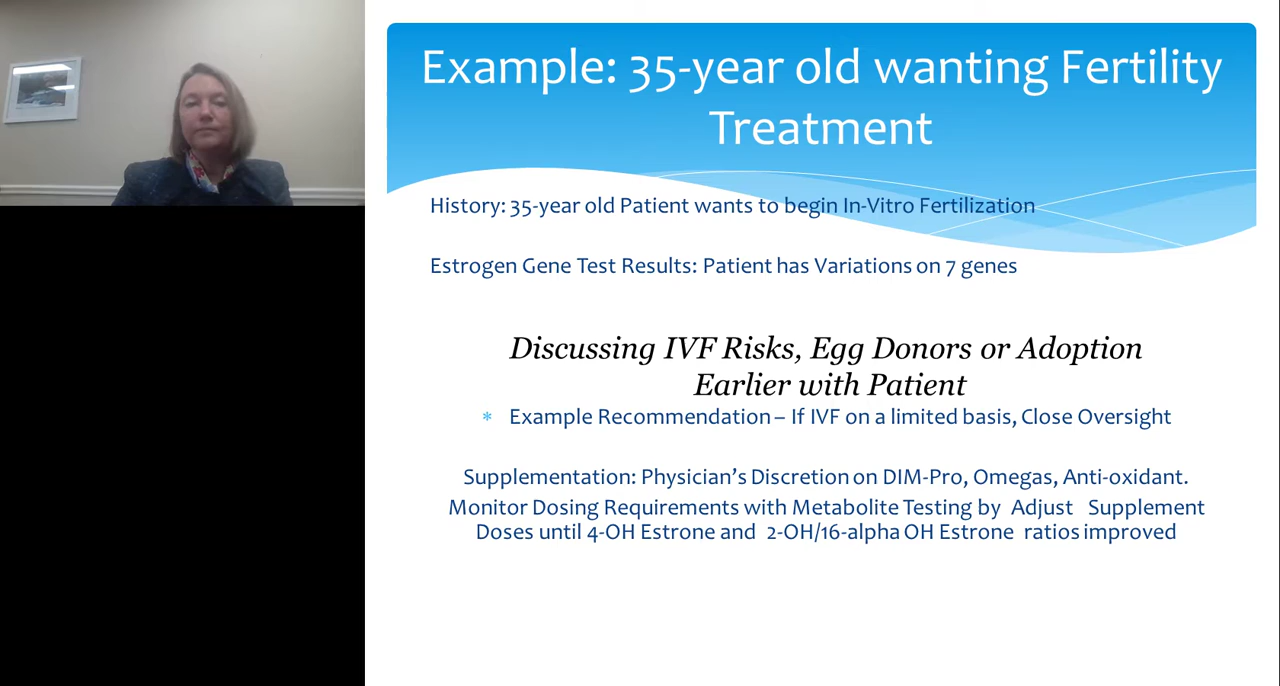 Example: 35-year old wanting Fertility
Treatment
History: 35-year old Patient wants to begin In-Vitro Fertilization
Estrogen Gene Test Results: Patient has Variations on 7 genes
Discussing IVF Risks, Egg Donors or Adoption
Earlier with Patient
* Example Recommendation – If IVF on a limited basis, Close Oversight
Supplementation: Physician's Discretion on DIM-Pro, Omegas, Anti-oxidant.
Monitor Dosing Requirements with Metabolite Testing by Adjust Supplement
Doses until 4-OH Estrone and 2-OH/16-alpha OH Estrone ratios improved